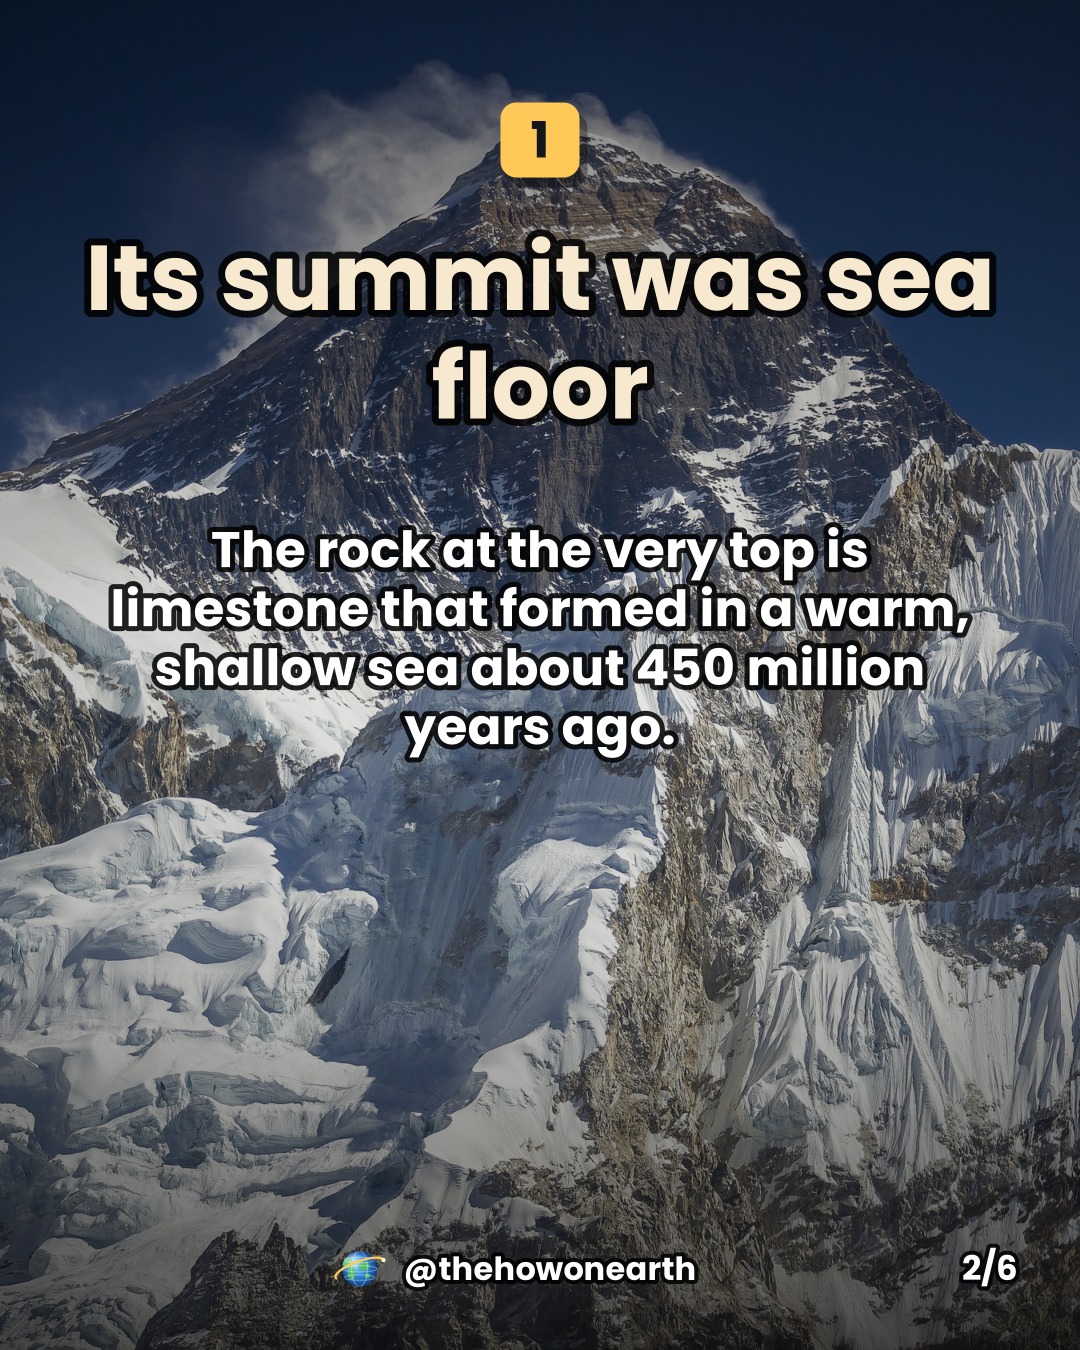 1
Its summit was sea
floor
The rock at the very top is
limestone that formed in a warm,
shallow sea about 450 million
years ago.
@thehowonearth
2/6